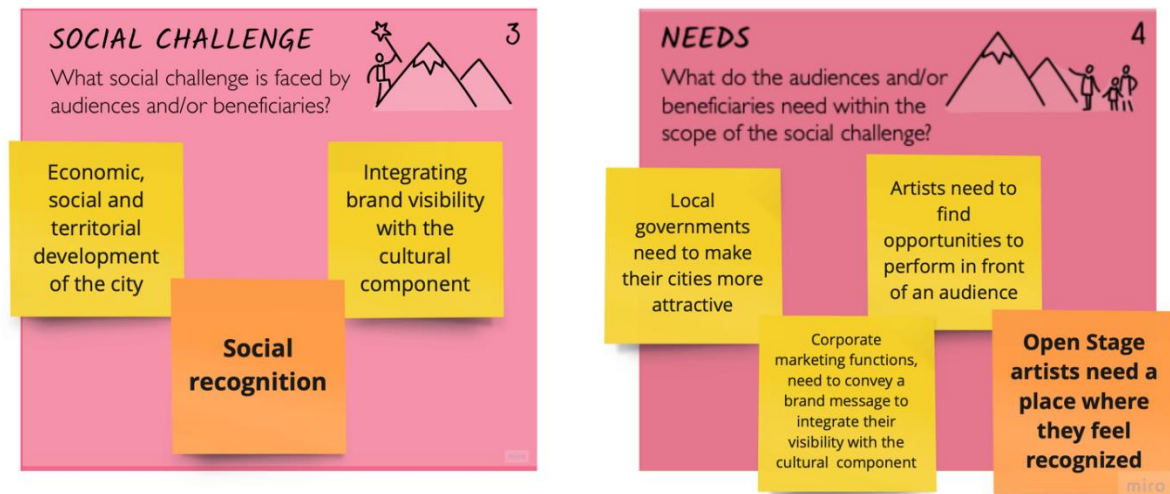 SOCIAL CHALLENGE
3
What social challenge is faced by
audiences and/or beneficiaries?
Economic,
social and
territorial
development
of the city
Integrating
brand visibility
with the
cultural
component
Social
recognition
miro
NEEDS
4
What do the audiences and/or
beneficiaries need within the
scope of the social challenge?
Local
governments
need to make
their cities more
attractive
Artists need to
find
opportunities to
perform in front
of an audience
Corporate
marketing functions,
need to convey a
brand message to
integrate their
visibility with the
cultural component
Open Stage
artists need a
place where
they feel
recognized
miro